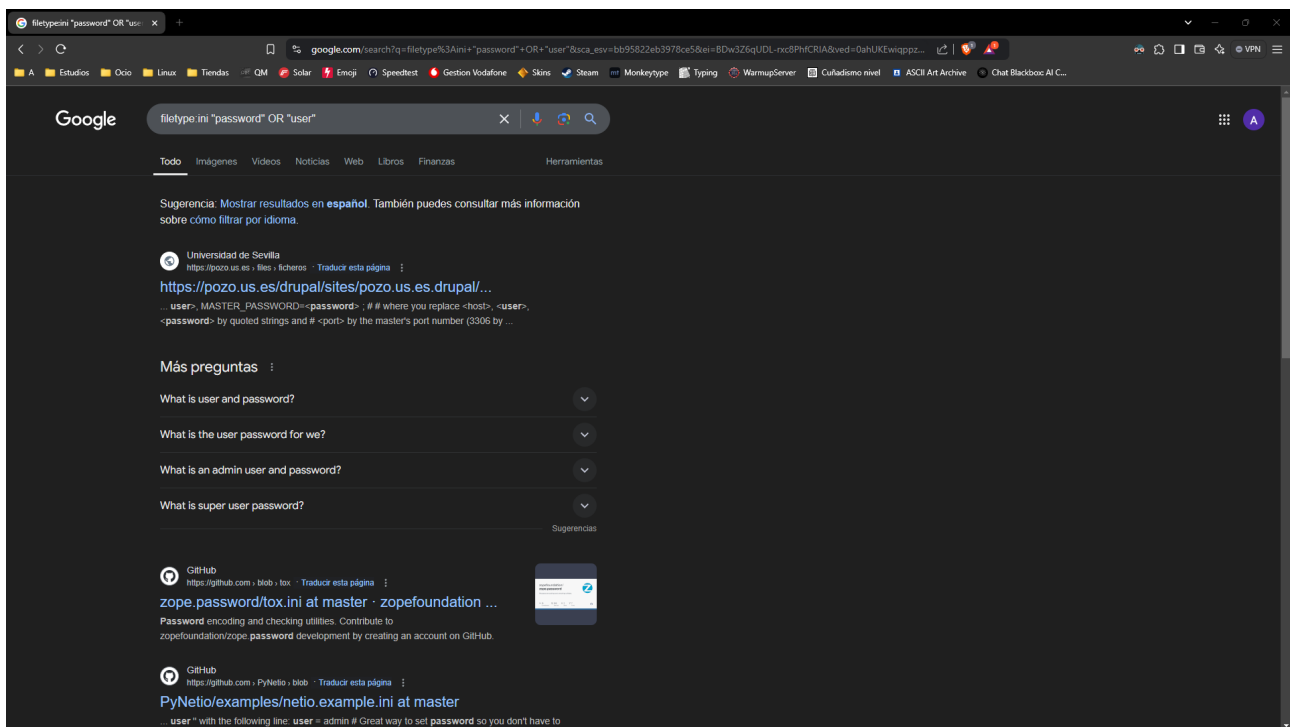 filetype:ini "password" OR "use
google.com/search?q=filetype%3Aini+"password"+OR+"user"&sca_esv=bb95822eb3978ce5&ei=BDw3Z6qUDL-rxc8PhfCRIA&ved=0ahUKEwiqppz...
VPN
A Estudios Ocio Linux Tiendas QM Solar Emoji Speedtest Gestion Vodafone Skins Steam Monkeytype Typing WarmupServer Cuñadismo nivel ASCII Art Archive Chat Blackbox: AI C...
Google
filetype:ini "password" OR "user"
A
Todo Imágenes Videos Noticias Web Libros Finanzas Herramientas
Sugerencia: Mostrar resultados en español. También puedes consultar más información
sobre cómo filtrar por idioma.
Universidad de Sevilla
https://pozo.us.es › files › ficheros · Traducir esta página
https://pozo.us.es/drupal/sites/pozo.us.es.drupal/...
... user>, MASTER_PASSWORD=<password> ; # # where you replace <host>, <user>,
<password> by quoted strings and # <port> by the master's port number (3306 by ...
Más preguntas
What is user and password?
What is the user password for we?
What is an admin user and password?
What is super user password?
Sugerencias
GitHub
https://github.com › blob › tox · Traducir esta página
zope.password/tox.ini at master · zopefoundation ...
Password encoding and checking utilities. Contribute to
zopefoundation/zope.password development by creating an account on GitHub.
GitHub
https://github.com › PyNetio › blob · Traducir esta página
PyNetio/examples/netio.example.ini at master
... user " with the following line: user = admin # Great way to set password so you don't have to